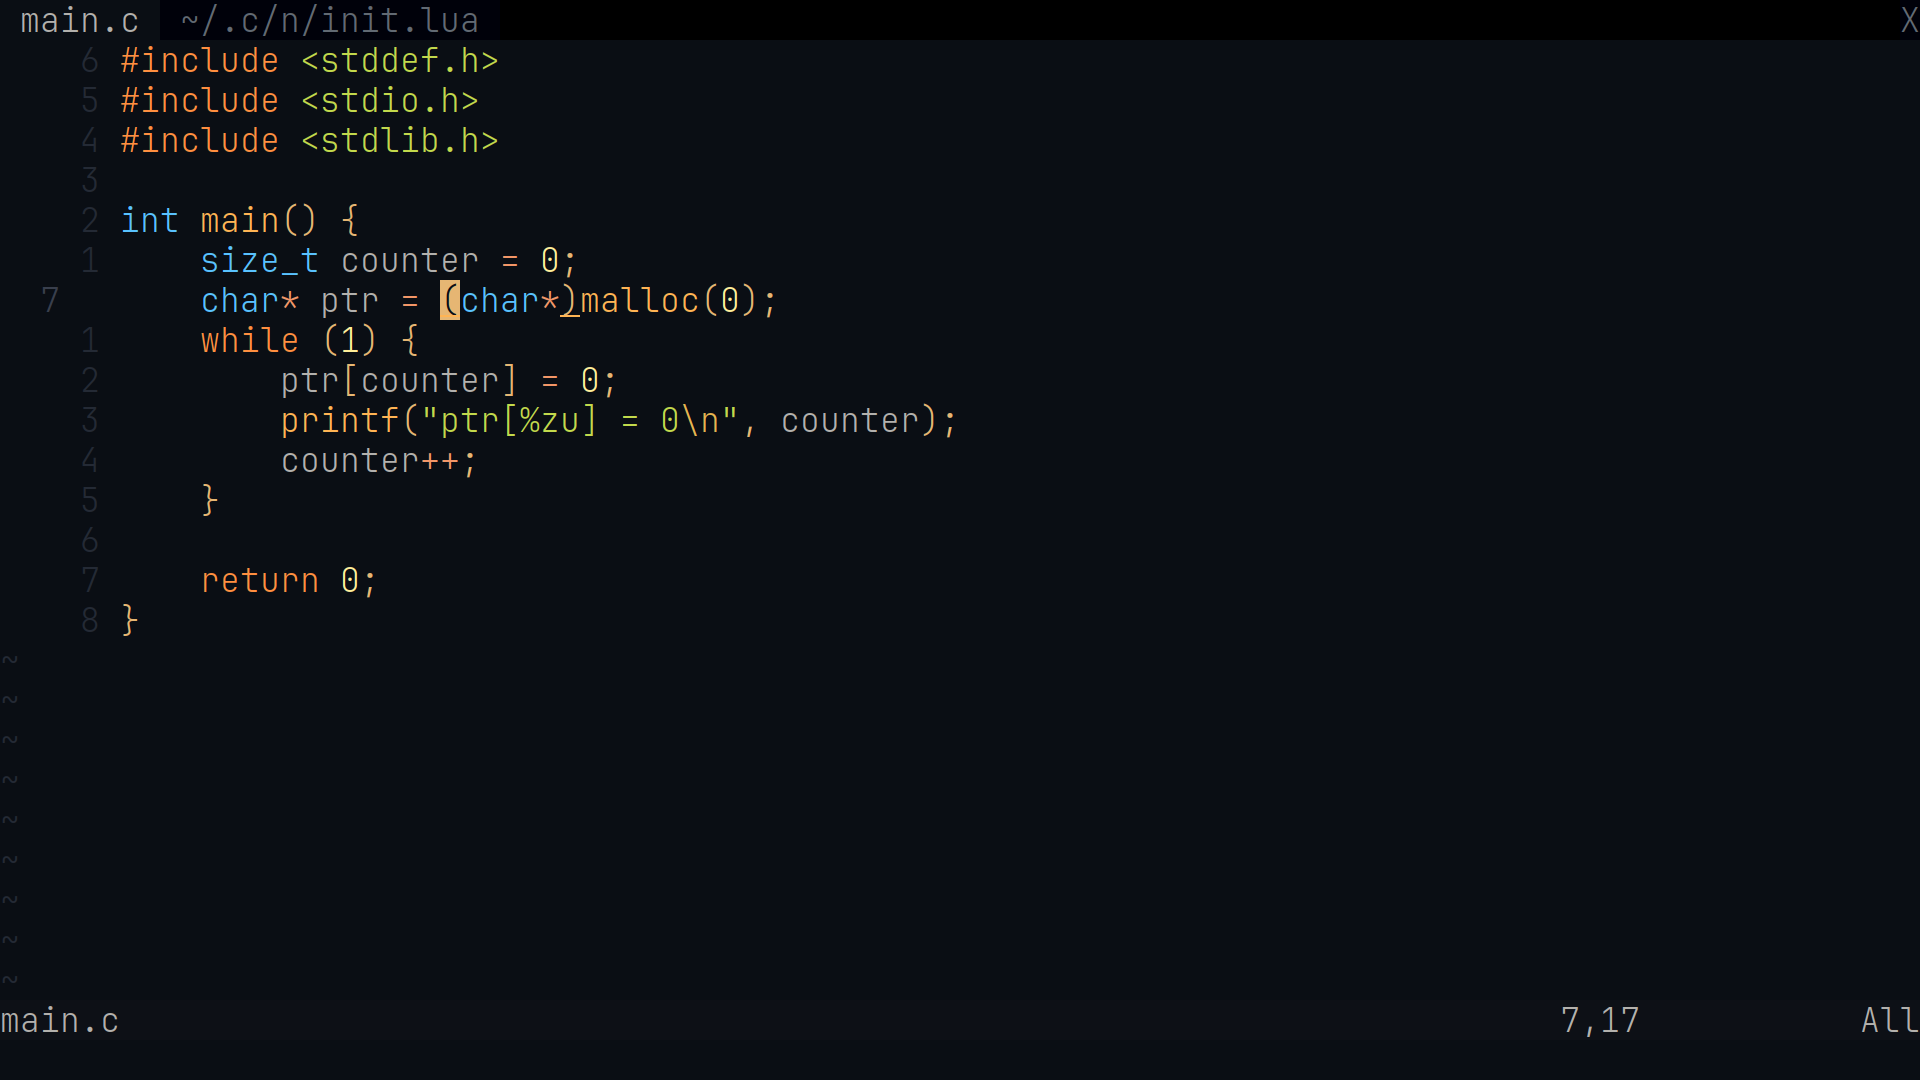 main.c  ~/.c/n/init.lua X
6 #include <stddef.h>
5 #include <stdio.h>
4 #include <stdlib.h>
3
2 int main() {
1     size_t counter = 0;
7     char* ptr = (char*)malloc(0);
1     while (1) {
2         ptr[counter] = 0;
3         printf("ptr[%zu] = 0\n", counter);
4         counter++;
5     }
6
7     return 0;
8 }
~
~
~
~
~
~
~
~
~
main.c 7,17 All